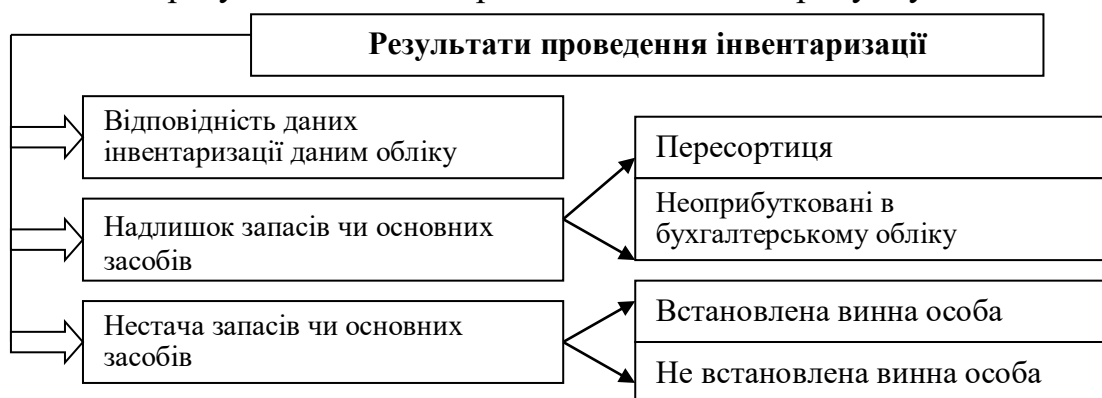 Результати проведення інвентаризації
Відповідність даних
інвентаризації даним обліку
Надлишок запасів чи основних
засобів
Нестача запасів чи основних
засобів
Пересортиця
Неоприбутковані в
бухгалтерському обліку
Встановлена винна особа
Не встановлена винна особа